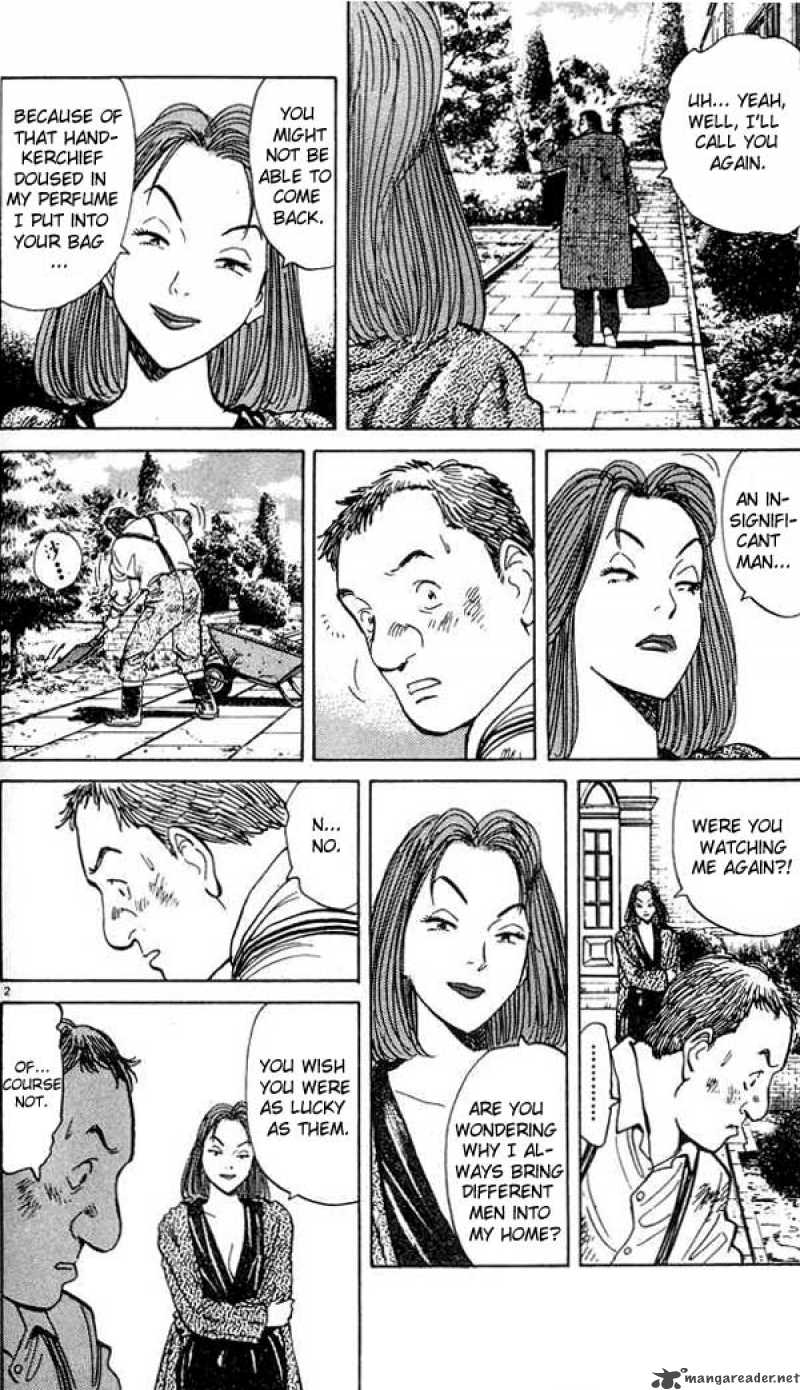 UH... YEAH,
WELL, I'LL
CALL YOU
AGAIN.
YOU
MIGHT
NOT BE
ABLE TO
COME
BACK.
BECAUSE OF
THAT HAND-
KERCHIEF
DOUSED IN
MY PERFUME
I PUT INTO
YOUR BAG
...
AN IN-
SIGNIFI-
CANT
MAN...
WERE YOU
WATCHING
ME AGAIN?!
.........
ARE YOU
WONDERING
WHY I AL-
WAYS BRING
DIFFERENT
MEN INTO
MY HOME?
N...
NO.
2
YOU WISH
YOU WERE
AS LUCKY
AS THEM.
OF...
COURSE
NOT.
mangareader.net